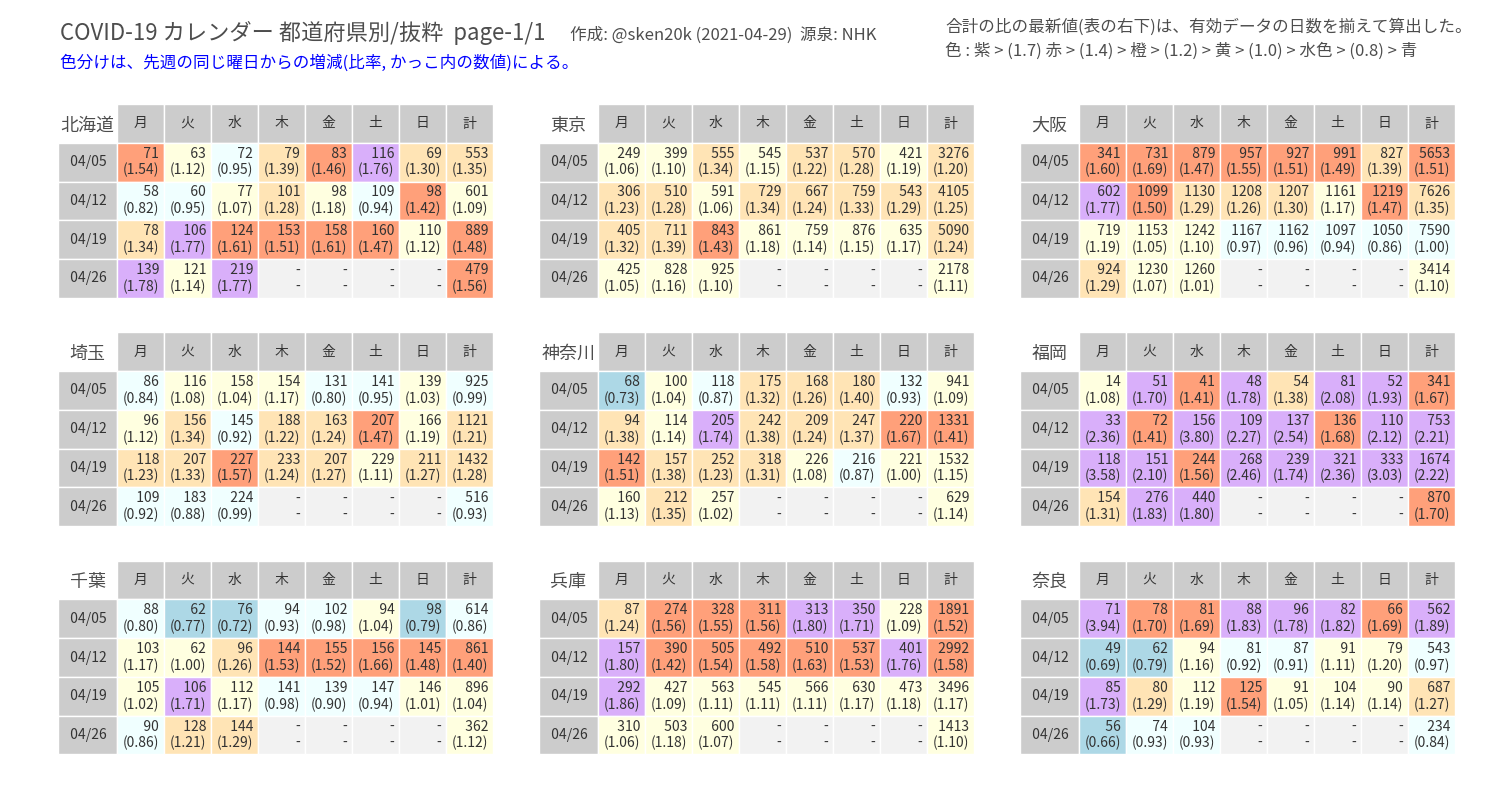 COVID-19 カレンダー 都道府県別/抜粋 page-1/1 作成: @sken20k (2021-04-29) 源泉: NHK
合計の比の最新値(表の右下)は、有効データの日数を揃えて算出した。
色分けは、先週の同じ曜日からの増減(比率, かっこ内の数値)による。
色 : 紫 > (1.7) 赤 > (1.4) > 橙 > (1.2) > 黄 > (1.0) > 水色 > (0.8) > 青
北海道 月 火 水 木 金 土 日 計
04/05 71 63 72 79 83 116 69 553
(1.54) (1.12) (0.95) (1.39) (1.46) (1.76) (1.30) (1.35)
04/12 58 60 77 101 98 109 98 601
(0.82) (0.95) (1.07) (1.28) (1.18) (0.94) (1.42) (1.09)
04/19 78 106 124 153 158 160 110 889
(1.34) (1.77) (1.61) (1.51) (1.61) (1.47) (1.12) (1.48)
04/26 139 121 219 - - - - 479
(1.78) (1.14) (1.77) - - - - (1.56)
東京 月 火 水 木 金 土 日 計
04/05 249 399 555 545 537 570 421 3276
(1.06) (1.10) (1.34) (1.15) (1.22) (1.28) (1.19) (1.20)
04/12 306 510 591 729 667 759 543 4105
(1.23) (1.28) (1.06) (1.34) (1.24) (1.33) (1.29) (1.25)
04/19 405 711 843 861 759 876 635 5090
(1.32) (1.39) (1.43) (1.18) (1.14) (1.15) (1.17) (1.24)
04/26 425 828 925 - - - - 2178
(1.05) (1.16) (1.10) - - - - (1.11)
大阪 月 火 水 木 金 土 日 計
04/05 341 731 879 957 927 991 827 5653
(1.60) (1.69) (1.47) (1.55) (1.51) (1.49) (1.39) (1.51)
04/12 602 1099 1130 1208 1207 1161 1219 7626
(1.77) (1.50) (1.29) (1.26) (1.30) (1.17) (1.47) (1.35)
04/19 719 1153 1242 1167 1162 1097 1050 7590
(1.19) (1.05) (1.10) (0.97) (0.96) (0.94) (0.86) (1.00)
04/26 924 1230 1260 - - - - 3414
(1.29) (1.07) (1.01) - - - - (1.10)
埼玉 月 火 水 木 金 土 日 計
04/05 86 116 158 154 131 141 139 925
(0.84) (1.08) (1.04) (1.17) (0.80) (0.95) (1.03) (0.99)
04/12 96 156 145 188 163 207 166 1121
(1.12) (1.34) (0.92) (1.22) (1.24) (1.47) (1.19) (1.21)
04/19 118 207 227 233 207 229 211 1432
(1.23) (1.33) (1.57) (1.24) (1.27) (1.11) (1.27) (1.28)
04/26 109 183 224 - - - - 516
(0.92) (0.88) (0.99) - - - - (0.93)
神奈川 月 火 水 木 金 土 日 計
04/05 68 100 118 175 168 180 132 941
(0.73) (1.04) (0.87) (1.32) (1.26) (1.40) (0.93) (1.09)
04/12 94 114 205 242 209 247 220 1331
(1.38) (1.14) (1.74) (1.38) (1.24) (1.37) (1.67) (1.41)
04/19 142 157 252 318 226 216 221 1532
(1.51) (1.38) (1.23) (1.31) (1.08) (0.87) (1.00) (1.15)
04/26 160 212 257 - - - - 629
(1.13) (1.35) (1.02) - - - - (1.14)
福岡 月 火 水 木 金 土 日 計
04/05 14 51 41 48 54 81 52 341
(1.08) (1.70) (1.41) (1.78) (1.38) (2.08) (1.93) (1.67)
04/12 33 72 156 109 137 136 110 753
(2.36) (1.41) (3.80) (2.27) (2.54) (1.68) (2.12) (2.21)
04/19 118 151 244 268 239 321 333 1674
(3.58) (2.10) (1.56) (2.46) (1.74) (2.36) (3.03) (2.22)
04/26 154 276 440 - - - - 870
(1.31) (1.83) (1.80) - - - - (1.70)
千葉 月 火 水 木 金 土 日 計
04/05 88 62 76 94 102 94 98 614
(0.80) (0.77) (0.72) (0.93) (0.98) (1.04) (0.79) (0.86)
04/12 103 62 96 144 155 156 145 861
(1.17) (1.00) (1.26) (1.53) (1.52) (1.66) (1.48) (1.40)
04/19 105 106 112 141 139 147 146 896
(1.02) (1.71) (1.17) (0.98) (0.90) (0.94) (1.01) (1.04)
04/26 90 128 144 - - - - 362
(0.86) (1.21) (1.29) - - - - (1.12)
兵庫 月 火 水 木 金 土 日 計
04/05 87 274 328 311 313 350 228 1891
(1.24) (1.56) (1.55) (1.56) (1.80) (1.71) (1.09) (1.52)
04/12 157 390 505 492 510 537 401 2992
(1.80) (1.42) (1.54) (1.58) (1.63) (1.53) (1.76) (1.58)
04/19 292 427 563 545 566 630 473 3496
(1.86) (1.09) (1.11) (1.11) (1.11) (1.17) (1.18) (1.17)
04/26 310 503 600 - - - - 1413
(1.06) (1.18) (1.07) - - - - (1.10)
奈良 月 火 水 木 金 土 日 計
04/05 71 78 81 88 96 82 66 562
(3.94) (1.70) (1.69) (1.83) (1.78) (1.82) (1.69) (1.89)
04/12 49 62 94 81 87 91 79 543
(0.69) (0.79) (1.16) (0.92) (0.91) (1.11) (1.20) (0.97)
04/19 85 80 112 125 91 104 90 687
(1.73) (1.29) (1.19) (1.54) (1.05) (1.14) (1.14) (1.27)
04/26 56 74 104 - - - - 234
(0.66) (0.93) (0.93) - - - - (0.84)